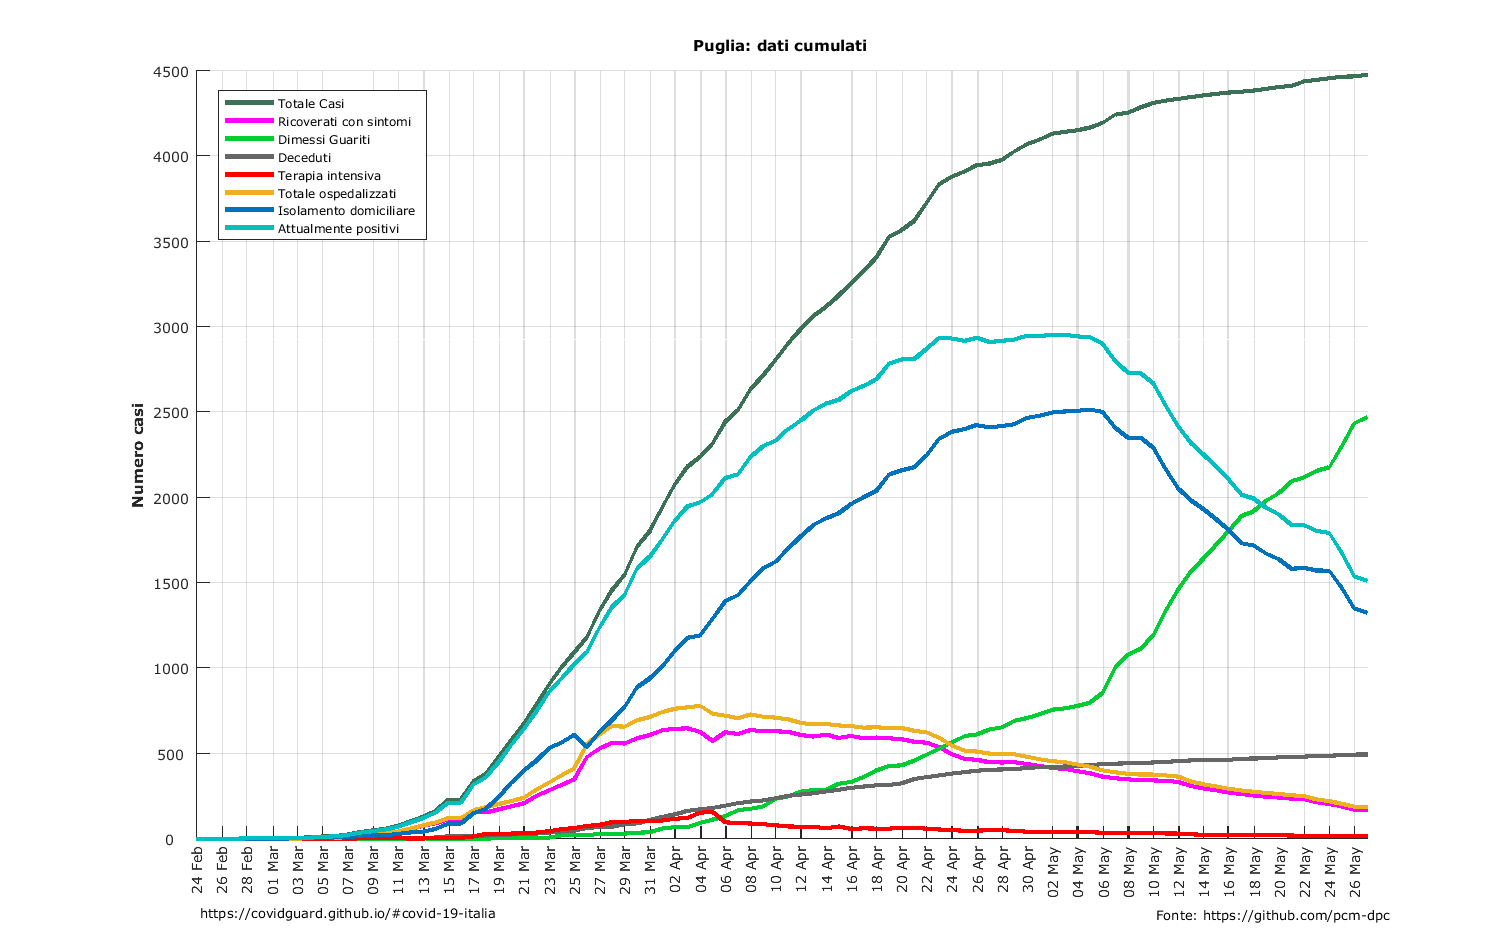 Puglia: dati cumulati
4500
4000
3500
3000
2500
2000
1500
1000
500
0
Numero casi
Totale Casi
Ricoverati con sintomi
Dimessi Guariti
Deceduti
Terapia intensiva
Totale ospedalizzati
Isolamento domiciliare
Attualmente positivi
24 Feb
26 Feb
28 Feb
01 Mar
03 Mar
05 Mar
07 Mar
09 Mar
11 Mar
13 Mar
15 Mar
17 Mar
19 Mar
21 Mar
23 Mar
25 Mar
27 Mar
29 Mar
31 Mar
02 Apr
04 Apr
06 Apr
08 Apr
10 Apr
12 Apr
14 Apr
16 Apr
18 Apr
20 Apr
22 Apr
24 Apr
26 Apr
28 Apr
30 Apr
02 May
04 May
06 May
08 May
10 May
12 May
14 May
16 May
18 May
20 May
22 May
24 May
26 May
https://covidguard.github.io/#covid-19-italia
Fonte: https://github.com/pcm-dpc